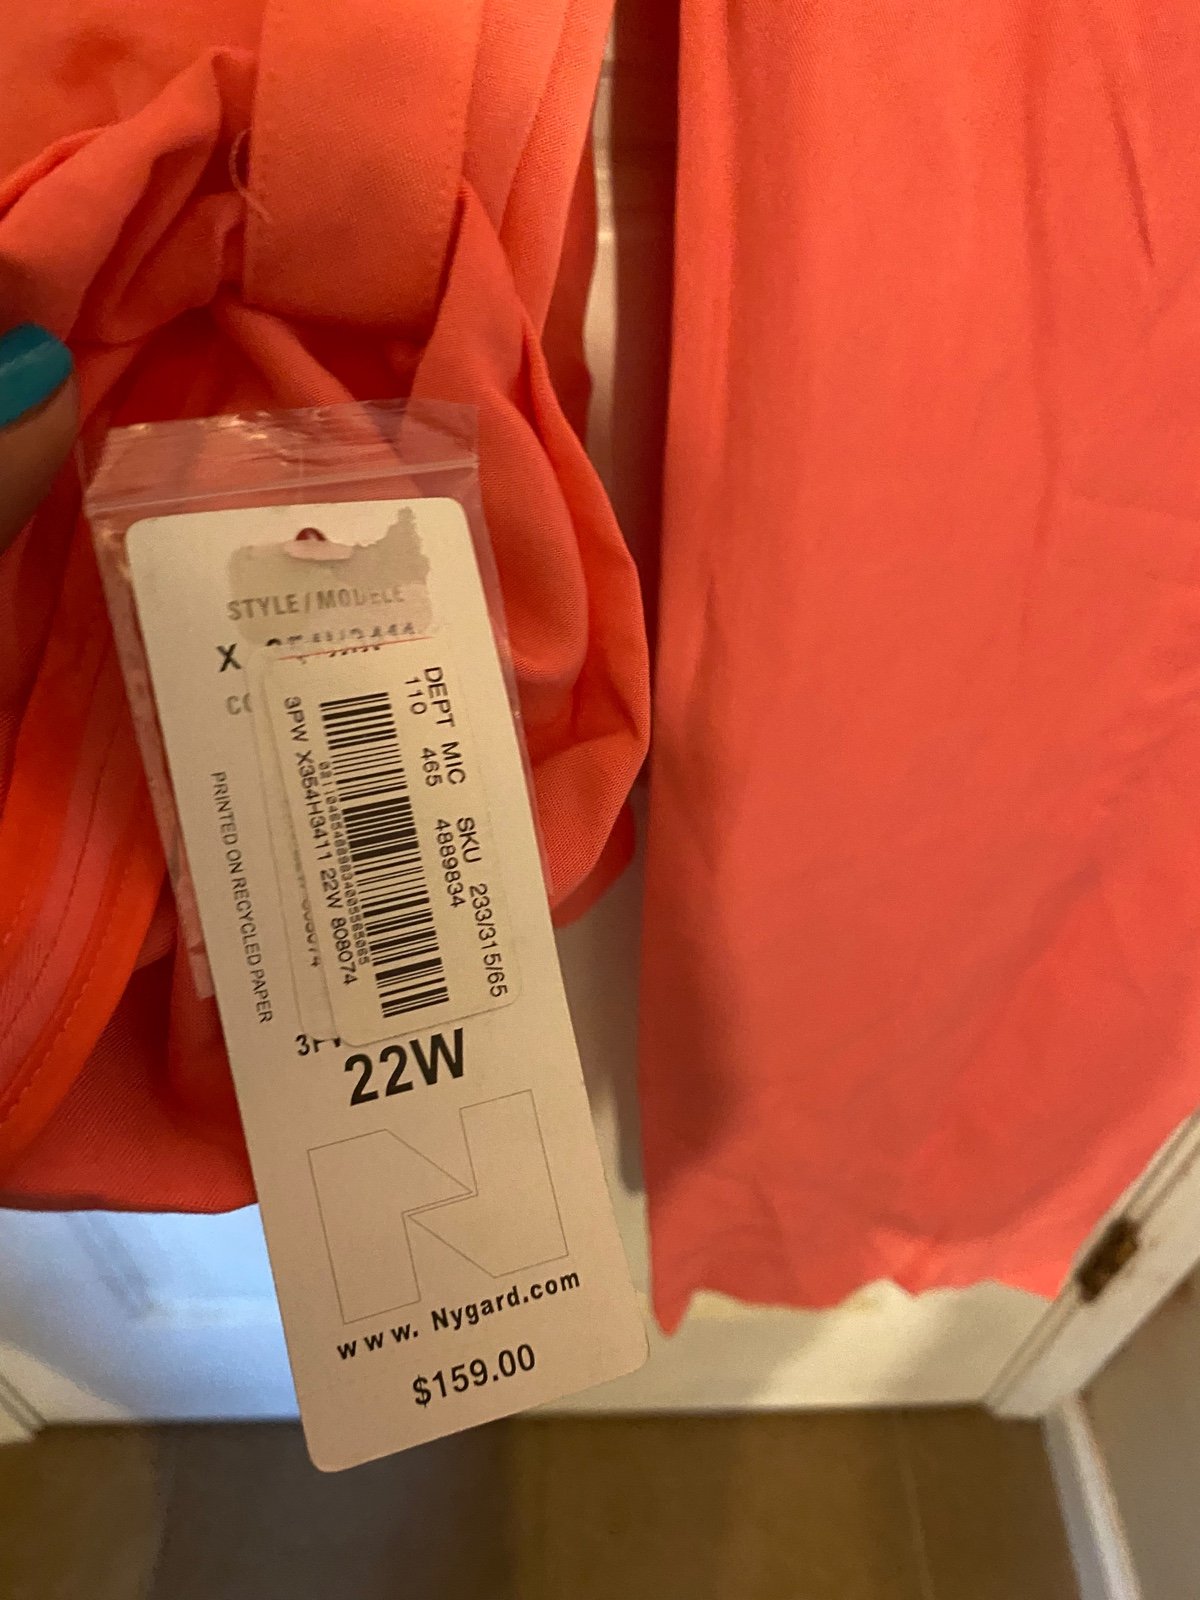 STYLE/MODELE
X
DEPT MIC SKU 233/315/65
110 465 4889834
3PW X354H3411 22W 808074
PRINTED ON RECYCLED PAPER
22W
www. Nygard.com
$159.00